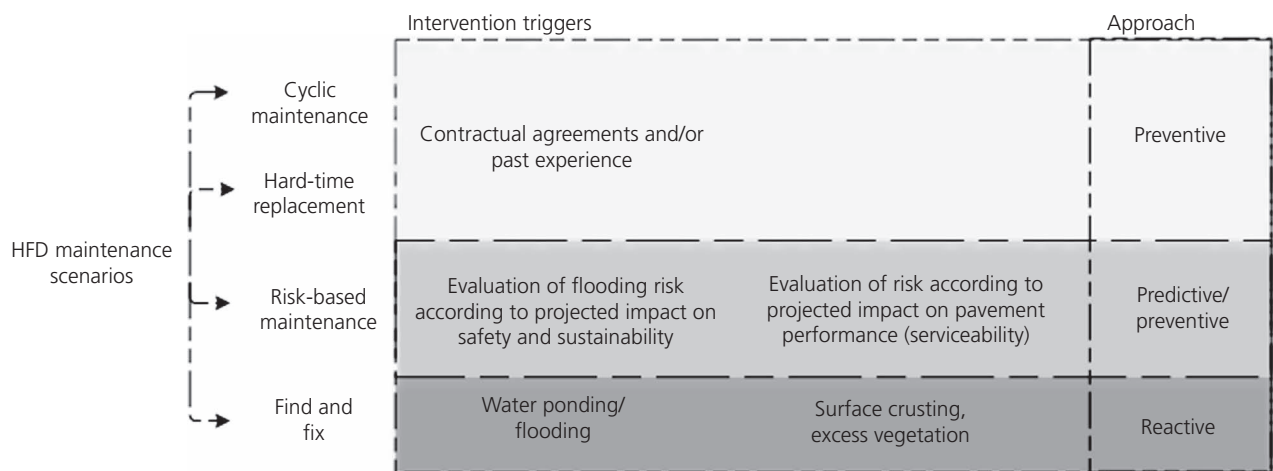 Intervention triggers
Approach
Cyclic
maintenance
Contractual agreements and/or
past experience
Preventive
Hard-time
replacement
HFD maintenance
scenarios
Risk-based
maintenance
Evaluation of flooding risk
according to projected impact on
safety and sustainability
Evaluation of risk according to
projected impact on pavement
performance (serviceability)
Predictive/
preventive
Find and
fix
Water ponding/
flooding
Surface crusting,
excess vegetation
Reactive